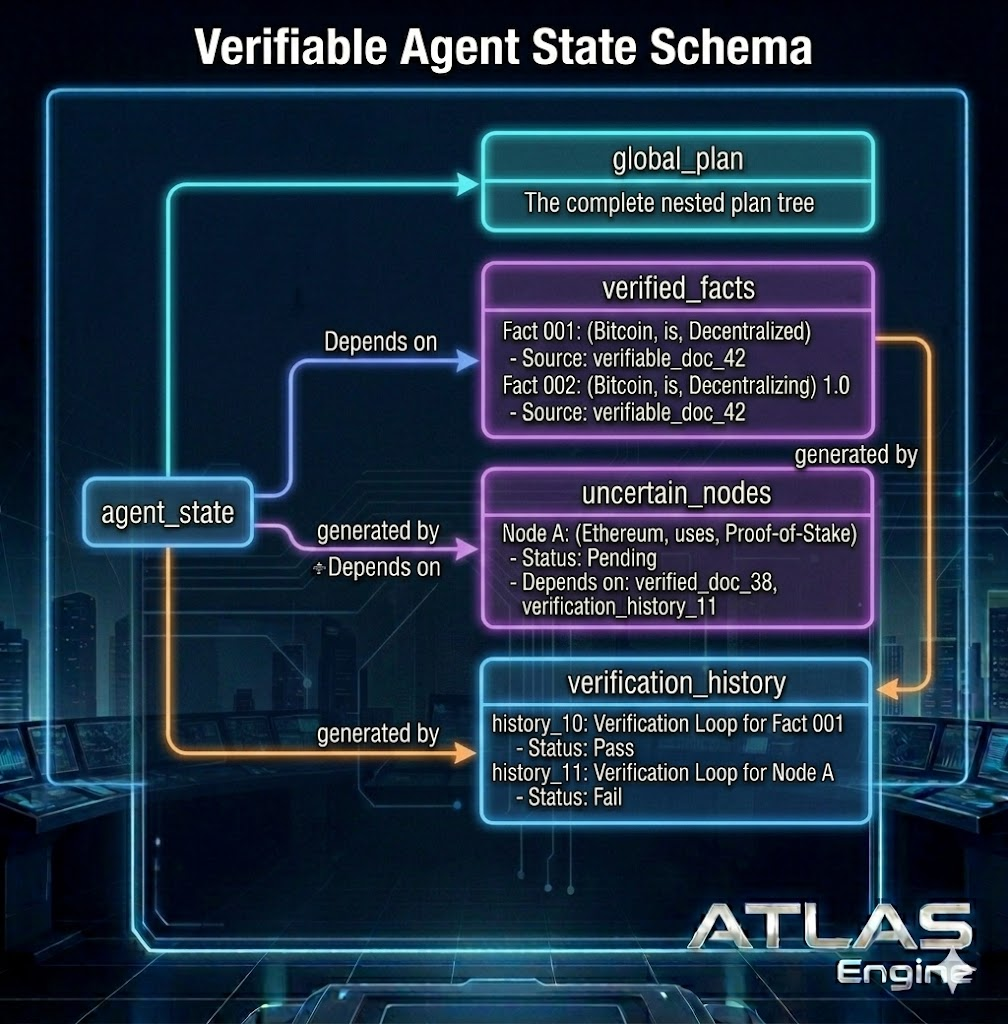 Verifiable Agent State Schema
global_plan
The complete nested plan tree
verified_facts
Fact 001: (Bitcoin, is, Decentralized)
- Source: verifiable_doc_42
Fact 002: (Bitcoin, is, Decentralizing) 1.0
- Source: verifiable_doc_42
Depends on
generated by
agent_state
generated by
Depends on
uncertain_nodes
Node A: (Ethereum, uses, Proof-of-Stake)
- Status: Pending
- Depends on: verified_doc_38,
verification_history_11
generated by
verification_history
history_10: Verification Loop for Fact 001
- Status: Pass
history_11: Verification Loop for Node A
- Status: Fail
ATLAS
Engine